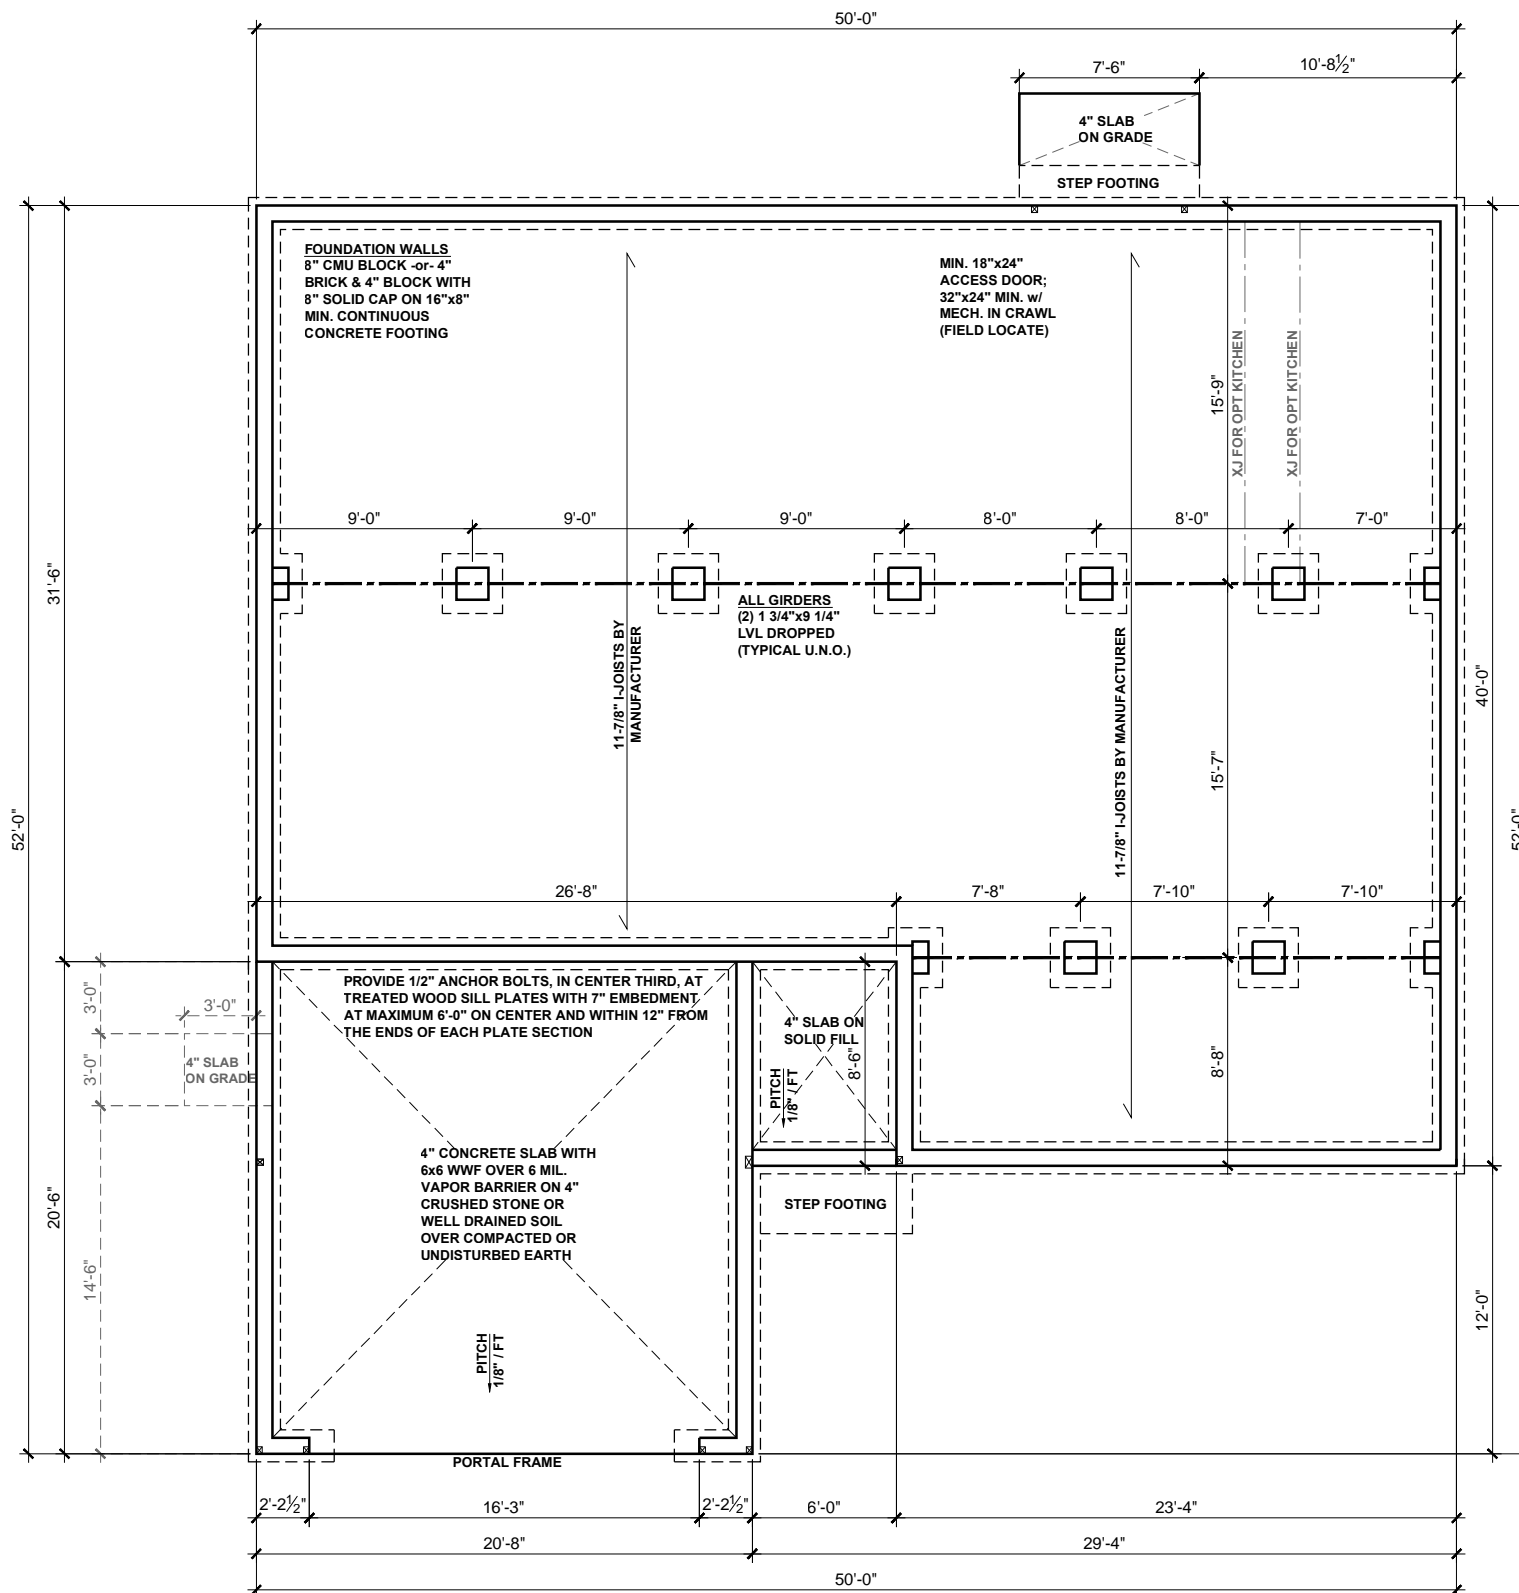 50'-0"
7'-6"
10'-8½"
4" SLAB
ON GRADE
STEP FOOTING
FOUNDATION WALLS
8" CMU BLOCK -or- 4"
BRICK & 4" BLOCK WITH
8" SOLID CAP ON 16"x8"
MIN. CONTINUOUS
CONCRETE FOOTING
MIN. 18"x24"
ACCESS DOOR;
32"x24" MIN. w/
MECH. IN CRAWL
(FIELD LOCATE)
15'-9"
XJ FOR OPT KITCHEN
XJ FOR OPT KITCHEN
9'-0"
9'-0"
9'-0"
8'-0"
8'-0"
7'-0"
31'-6"
ALL GIRDERS
(2) 1 3/4"x9 1/4"
LVL DROPPED
(TYPICAL U.N.O.)
11-7/8" I-JOISTS BY
MANUFACTURER
11-7/8" I-JOISTS BY MANUFACTURER
40'-0"
15'-7"
52'-0"
52'-0"
26'-8"
7'-8"
7'-10"
7'-10"
PROVIDE 1/2" ANCHOR BOLTS, IN CENTER THIRD, AT
TREATED WOOD SILL PLATES WITH 7" EMBEDMENT
AT MAXIMUM 6'-0" ON CENTER AND WITHIN 12" FROM
THE ENDS OF EACH PLATE SECTION
3'-0"
3'-0"
3'-0"
4" SLAB
ON GRADE
4" SLAB ON
SOLID FILL
8'-6"
8'-8"
PITCH
1/8" / FT
4" CONCRETE SLAB WITH
6x6 WWF OVER 6 MIL.
VAPOR BARRIER ON 4"
CRUSHED STONE OR
WELL DRAINED SOIL
OVER COMPACTED OR
UNDISTURBED EARTH
STEP FOOTING
20'-6"
14'-6"
12'-0"
PITCH
1/8" / FT
PORTAL FRAME
2'-2½"
16'-3"
2'-2½"
6'-0"
23'-4"
20'-8"
29'-4"
50'-0"